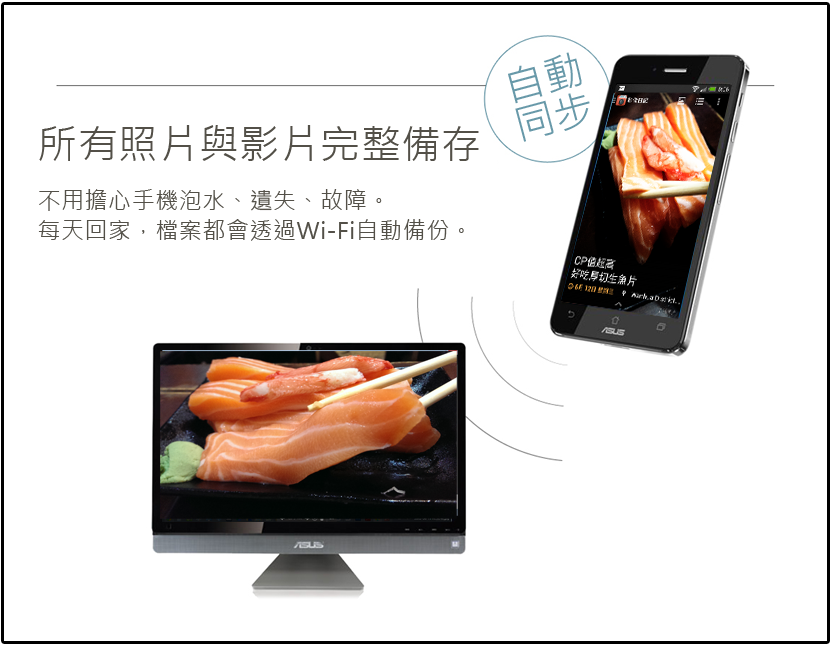 自動
同步
所有照片與影片完整備存
不用擔心手機泡水、遺失、故障。
每天回家，檔案都會透過Wi-Fi自動備份。
CP值超高
好吃厚切生魚片
ASUS
ASUS